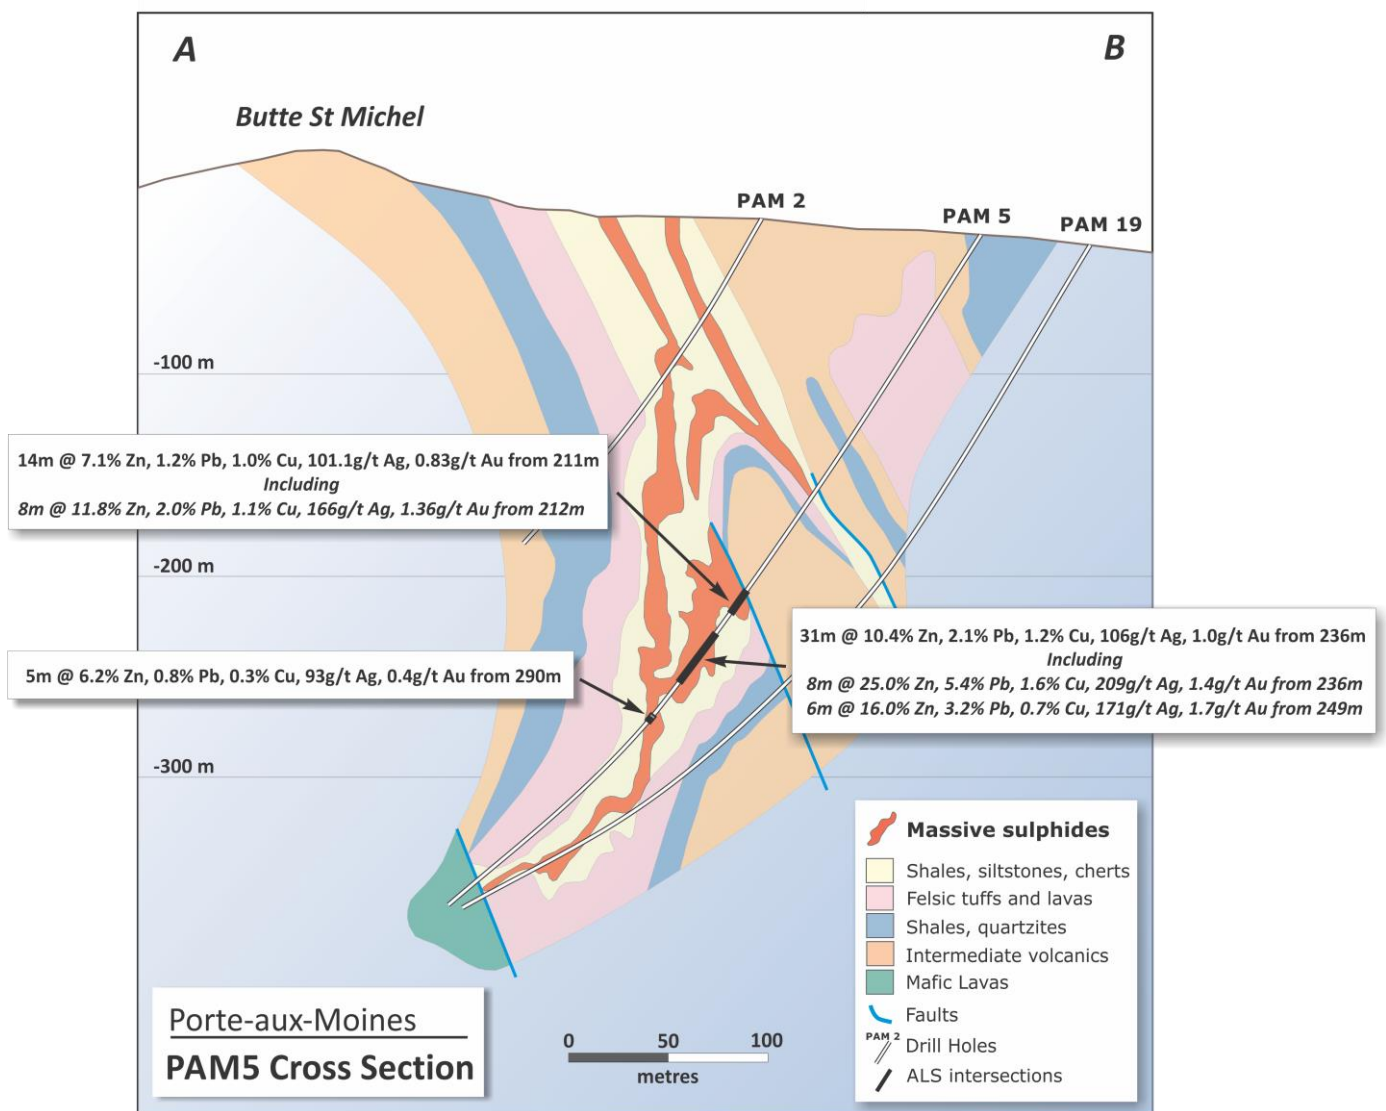 A
B
Butte St Michel
PAM 2
PAM 5
PAM 19
-100 m
14m @ 7.1% Zn, 1.2% Pb, 1.0% Cu, 101.1g/t Ag, 0.83g/t Au from 211m
Including
8m @ 11.8% Zn, 2.0% Pb, 1.1% Cu, 166g/t Ag, 1.36g/t Au from 212m
-200 m
31m @ 10.4% Zn, 2.1% Pb, 1.2% Cu, 106g/t Ag, 1.0g/t Au from 236m
Including
8m @ 25.0% Zn, 5.4% Pb, 1.6% Cu, 209g/t Ag, 1.4g/t Au from 236m
6m @ 16.0% Zn, 3.2% Pb, 0.7% Cu, 171g/t Ag, 1.7g/t Au from 249m
5m @ 6.2% Zn, 0.8% Pb, 0.3% Cu, 93g/t Ag, 0.4g/t Au from 290m
-300 m
Massive sulphides
Shales, siltstones, cherts
Felsic tuffs and lavas
Shales, quartzites
Intermediate volcanics
Mafic Lavas
Faults
PAM 2
Drill Holes
ALS intersections
Porte-aux-Moines
PAM5 Cross Section
0 50 100
metres